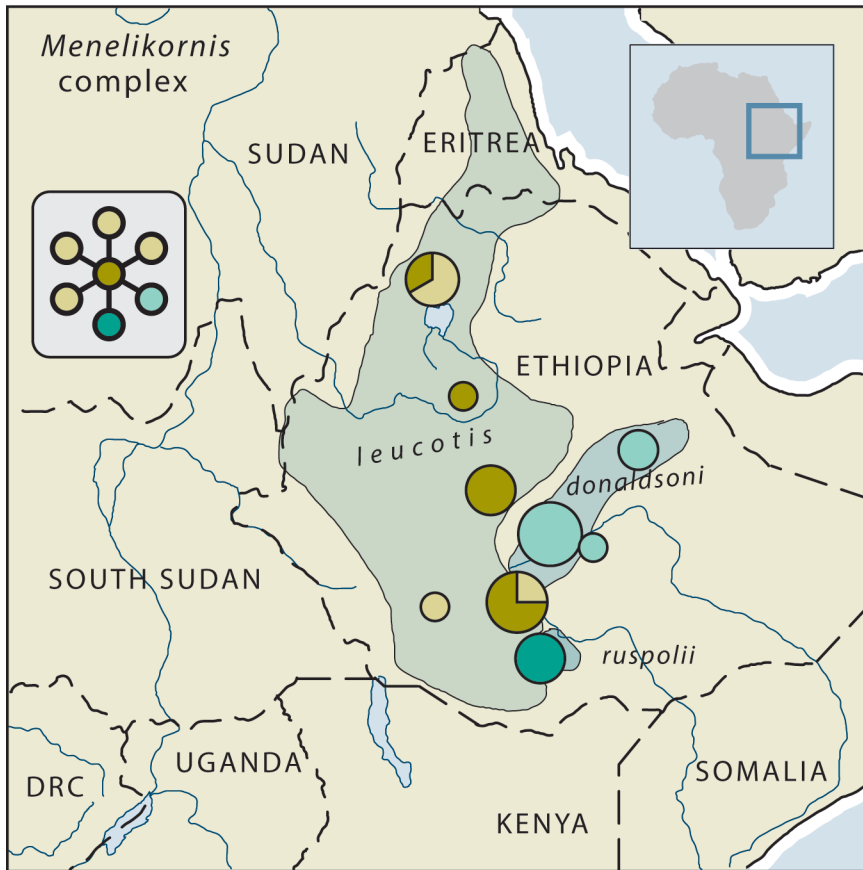 Menelikornis
complex
SUDAN
ERITREA
ETHIOPIA
leucotis
donaldsoni
SOUTH SUDAN
ruspolii
UGANDA
DRC
SOMALIA
KENYA